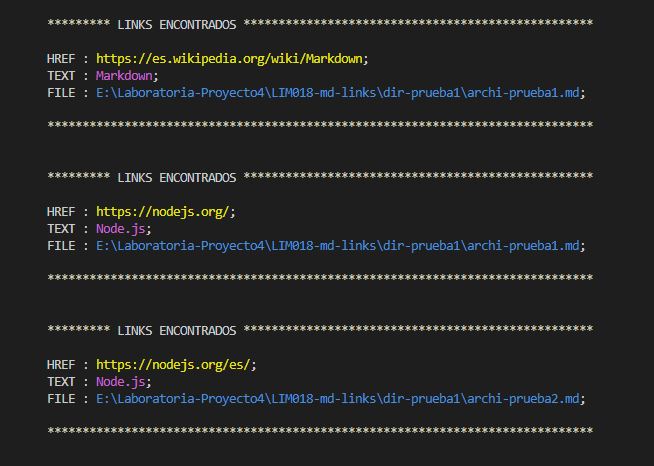 ********* LINKS ENCONTRADOS **************************************************
HREF : https://es.wikipedia.org/wiki/Markdown;
TEXT : Markdown;
FILE : E:\Laboratoria-Proyecto4\LIM018-md-links\dir-prueba1\archi-prueba1.md;
******************************************************************************
********* LINKS ENCONTRADOS **************************************************
HREF : https://nodejs.org/;
TEXT : Node.js;
FILE : E:\Laboratoria-Proyecto4\LIM018-md-links\dir-prueba1\archi-prueba1.md;
******************************************************************************
********* LINKS ENCONTRADOS **************************************************
HREF : https://nodejs.org/es/;
TEXT : Node.js;
FILE : E:\Laboratoria-Proyecto4\LIM018-md-links\dir-prueba1\archi-prueba2.md;
******************************************************************************